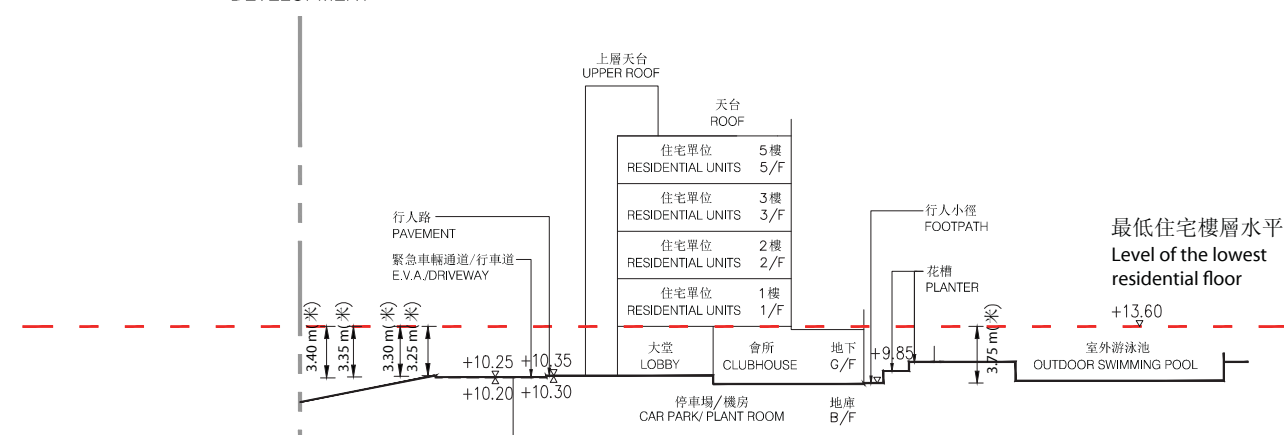 上層天台
UPPER ROOF
天台
ROOF
住宅單位 5樓
RESIDENTIAL UNITS 5/F
住宅單位 3樓
RESIDENTIAL UNITS 3/F
住宅單位 2樓
RESIDENTIAL UNITS 2/F
住宅單位 1樓
RESIDENTIAL UNITS 1/F
行人路
PAVEMENT
緊急車輛通道/行車道
E.V.A./DRIVEWAY
行人小徑
FOOTPATH
花槽
PLANTER
最低住宅樓層水平
Level of the lowest
residential floor
+13.60
3.40 m(米)
3.35 m(米)
3.30 m(米)
3.25 m(米)
+10.25 +10.35
+10.20 +10.30
大堂
LOBBY
會所 地下
CLUBHOUSE G/F
+9.85
3.75 m(米)
室外游泳池
OUTDOOR SWIMMING POOL
停車場/機房 地庫
CAR PARK/ PLANT ROOM B/F